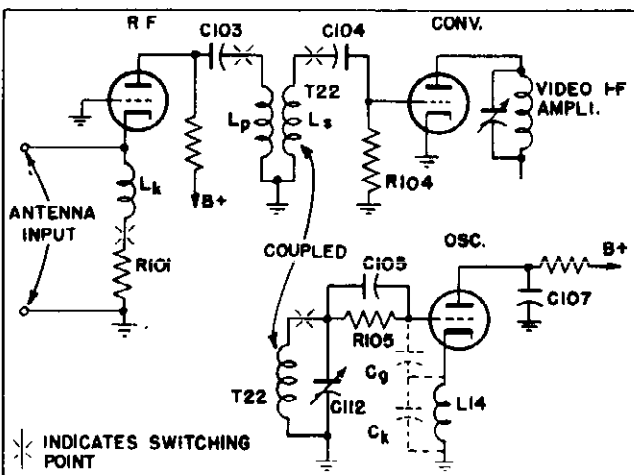 RF
C103
C104
CONV.
T22
Lp
Ls
VIDEO I-F
AMPLI.
Lk
B+
R104
ANTENNA
INPUT
R101
COUPLED
OSC.
B+
C105
C107
R105
Cg
T22
C112
L14
Ck
INDICATES SWITCHING
POINT